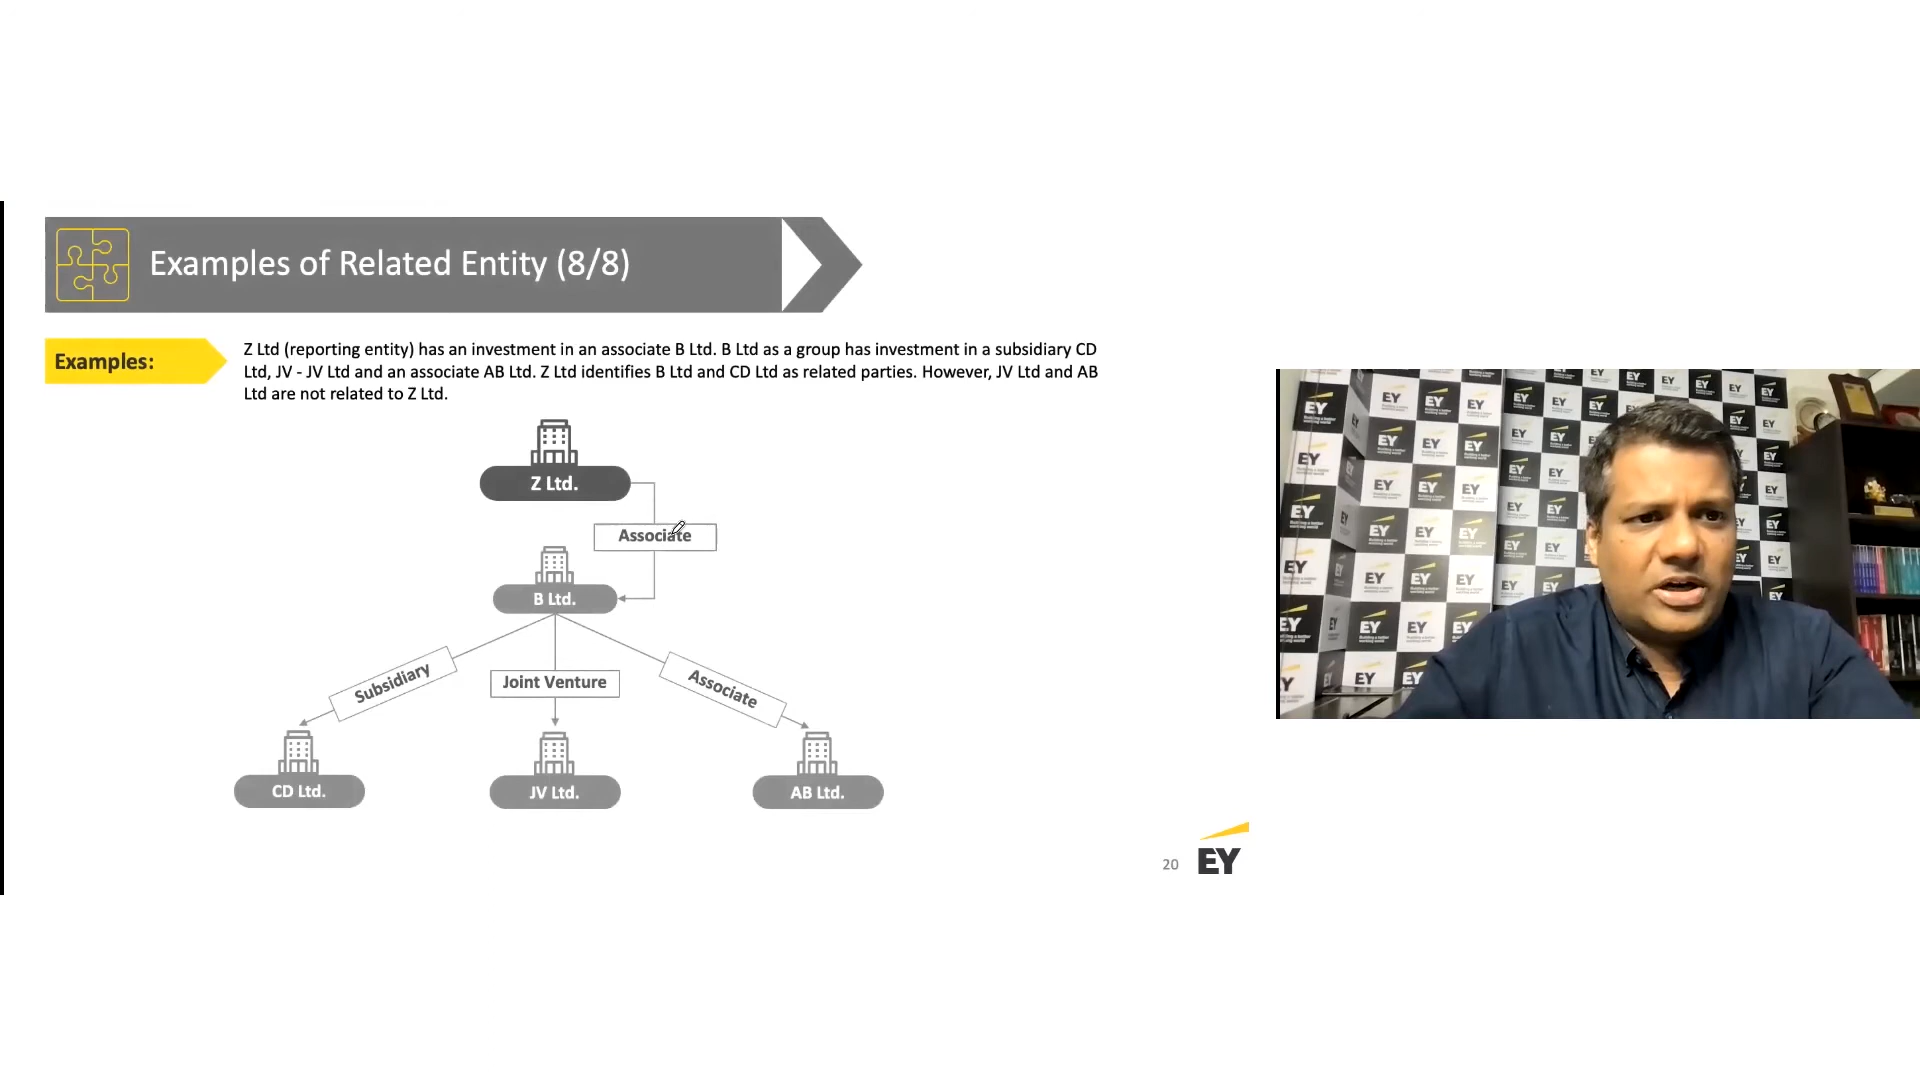 Examples of Related Entity (8/8)
Examples:
Z Ltd (reporting entity) has an investment in an associate B Ltd. B Ltd as a group has investment in a subsidiary CD
Ltd, JV - JV Ltd and an associate AB Ltd. Z Ltd identifies B Ltd and CD Ltd as related parties. However, JV Ltd and AB
Ltd are not related to Z Ltd.
Z Ltd.
Associate
B Ltd.
Subsidiary
Joint Venture
Associate
CD Ltd.
JV Ltd.
AB Ltd.
20
EY